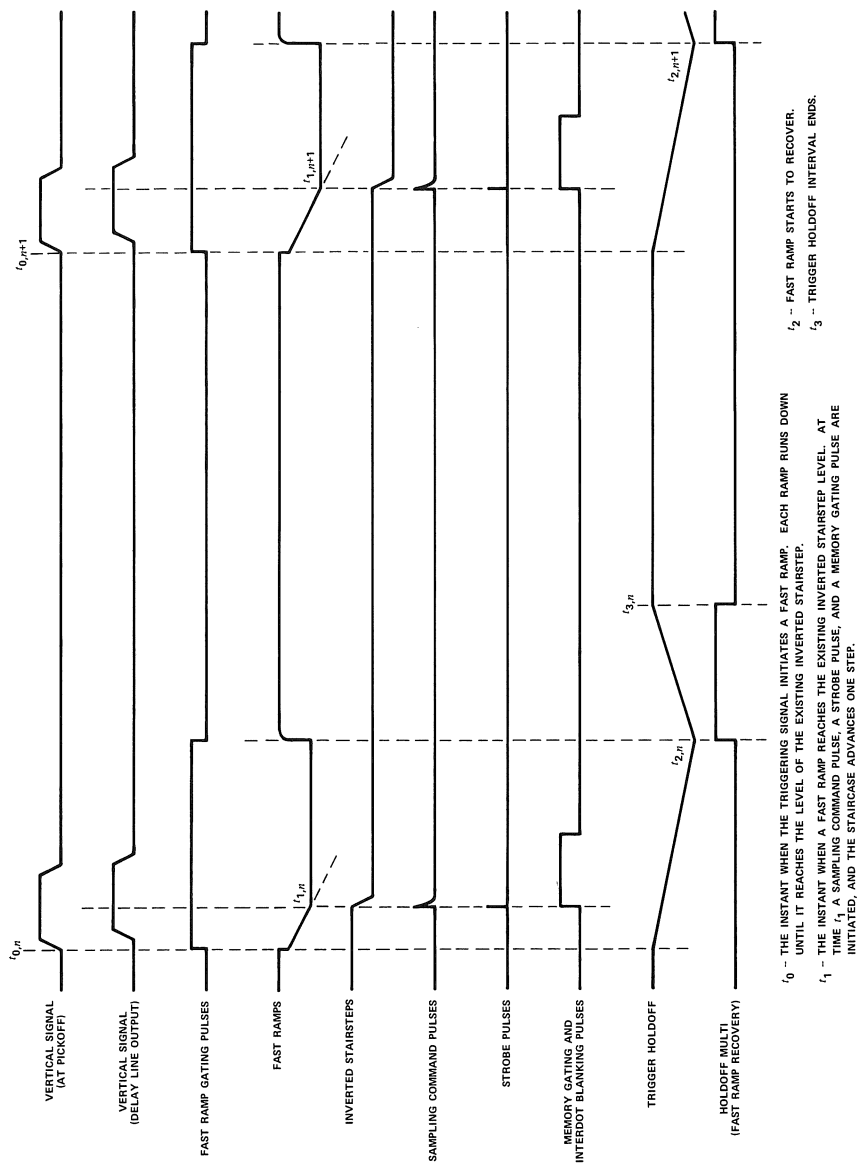 t0,n
t0,n+1
VERTICAL SIGNAL
(AT PICKOFF)
VERTICAL SIGNAL
(DELAY LINE OUTPUT)
FAST RAMP GATING PULSES
FAST RAMPS
t1,n
t1,n+1
INVERTED STAIRSTEPS
SAMPLING COMMAND PULSES
STROBE PULSES
MEMORY GATING AND
INTERDOT BLANKING PULSES
t3,n
TRIGGER HOLDOFF
t2,n
t2,n+1
HOLDOFF MULTI
(FAST RAMP RECOVERY)
t0 -- THE INSTANT WHEN THE TRIGGERING SIGNAL INITIATES A FAST RAMP. EACH RAMP RUNS DOWN
UNTIL IT REACHES THE LEVEL OF THE EXISTING INVERTED STAIRSTEP.
t1 -- THE INSTANT WHEN A FAST RAMP REACHES THE EXISTING INVERTED STAIRSTEP LEVEL. AT
TIME t1 A SAMPLING COMMAND PULSE, A STROBE PULSE, AND A MEMORY GATING PULSE ARE
INITIATED, AND THE STAIRCASE ADVANCES ONE STEP.
t2 -- FAST RAMP STARTS TO RECOVER.
t3 -- TRIGGER HOLDOFF INTERVAL ENDS.